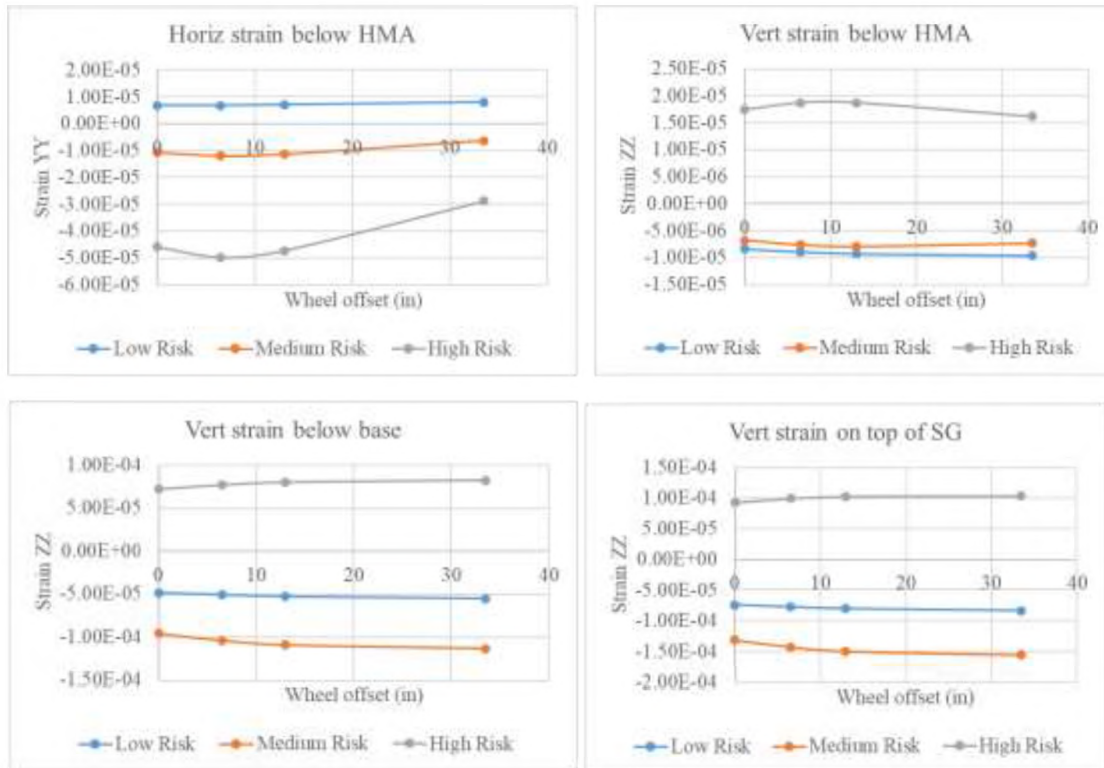 Horiz strain below HMA
2.00E-05
1.00E-05
0.00E+00
-1.00E-05
-2.00E-05
-3.00E-05
-4.00E-05
-5.00E-05
-6.00E-05
0 10 20 30 40
Strain YY
Wheel offset (in)
Low Risk Medium Risk High Risk
Vert strain below HMA
2.50E-05
2.00E-05
1.50E-05
1.00E-05
5.00E-06
0.00E+00
-5.00E-06
-1.00E-05
-1.50E-05
0 10 20 30 40
Strain ZZ
Wheel offset (in)
Low Risk Medium Risk High Risk
Vert strain below base
1.00E-04
5.00E-05
0.00E+00
-5.00E-05
-1.00E-04
-1.50E-04
0 10 20 30 40
Strain ZZ
Wheel offset (in)
Low Risk Medium Risk High Risk
Vert strain on top of SG
1.50E-04
1.00E-04
5.00E-05
0.00E+00
-5.00E-05
-1.00E-04
-1.50E-04
-2.00E-04
0 10 20 30 40
Strain ZZ
Wheel offset (in)
Low Risk Medium Risk High Risk